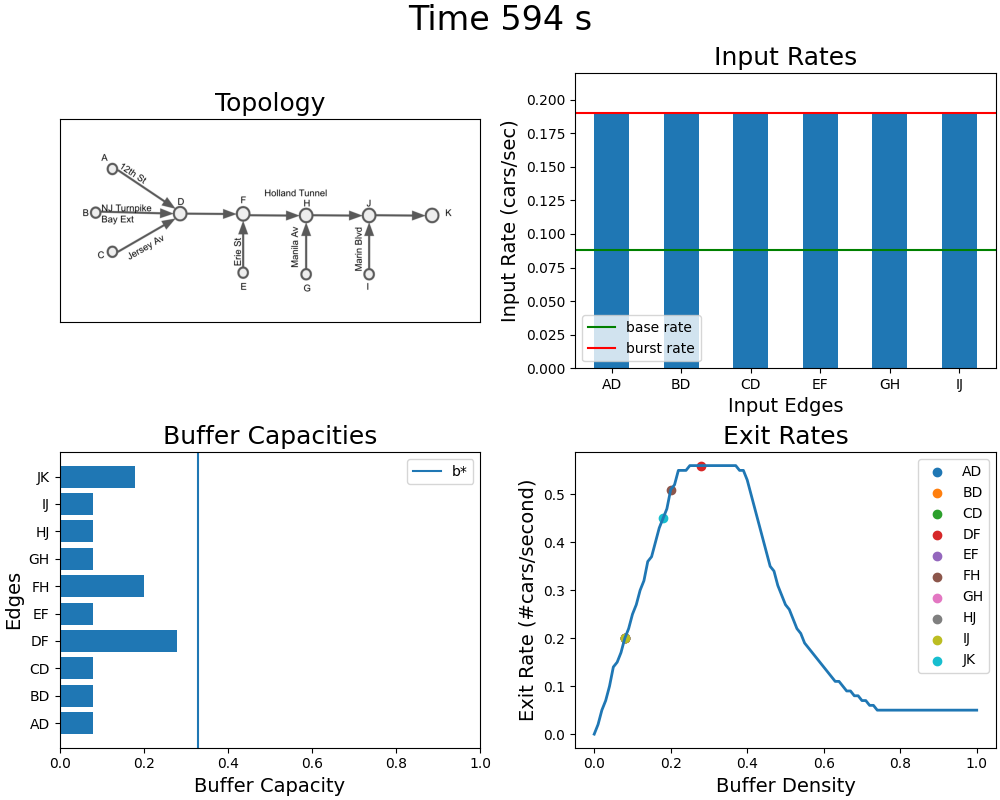 Time 594 s
Topology
A
12th St
B
NJ Turnpike
Bay Ext
C
Jersey Av
D
F
Holland Tunnel
H
J
K
Erie St
Manila Av
Marin Blvd
E
G
I
Input Rates
Input Rate (cars/sec)
0.200
0.175
0.150
0.125
0.100
0.075
0.050
0.025
0.000
base rate
burst rate
AD BD CD EF GH IJ
Input Edges
Buffer Capacities
Edges
JK
IJ
HJ
GH
FH
EF
DF
CD
BD
AD
b*
0.0 0.2 0.4 0.6 0.8 1.0
Buffer Capacity
Exit Rates
Exit Rate (#cars/second)
0.5
0.4
0.3
0.2
0.1
0.0
AD
BD
CD
DF
EF
FH
GH
HJ
IJ
JK
0.0 0.2 0.4 0.6 0.8 1.0
Buffer Density